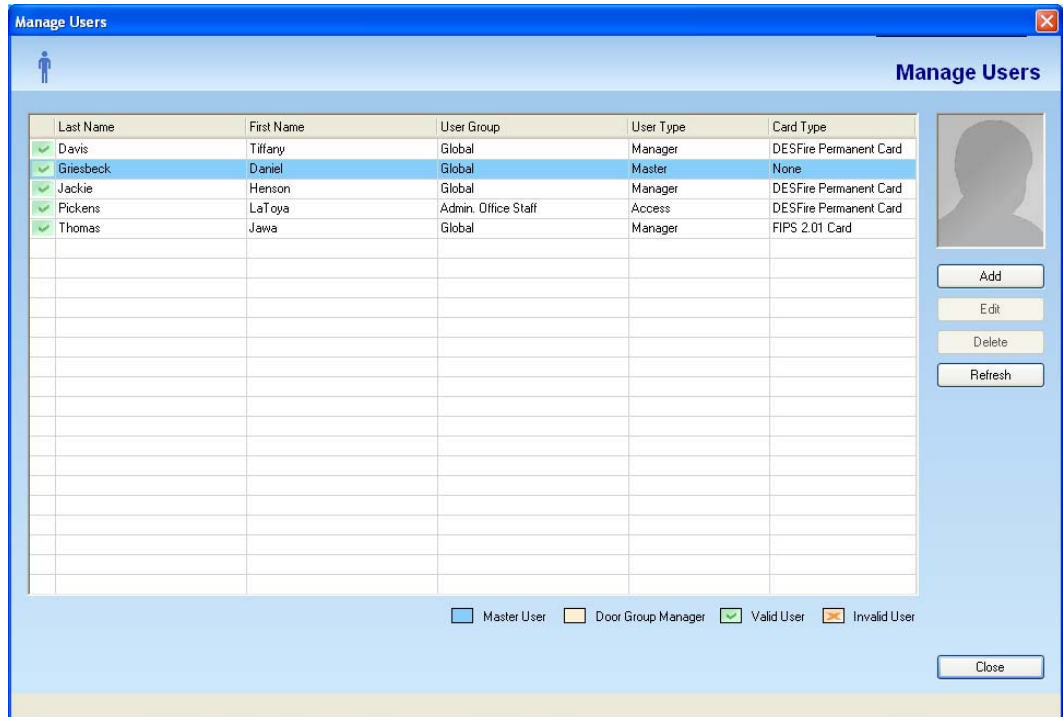 Manage Users
Manage Users
Last Name First Name User Group User Type Card Type
Davis Tiffany Global Manager DESFire Permanent Card
Griesbeck Daniel Global Master None
Jackie Henson Global Manager DESFire Permanent Card
Pickens LaToya Admin. Office Staff Access DESFire Permanent Card
Thomas Jawa Global Manager FIPS 2.01 Card
Add
Edit
Delete
Refresh
Master User Door Group Manager Valid User Invalid User
Close